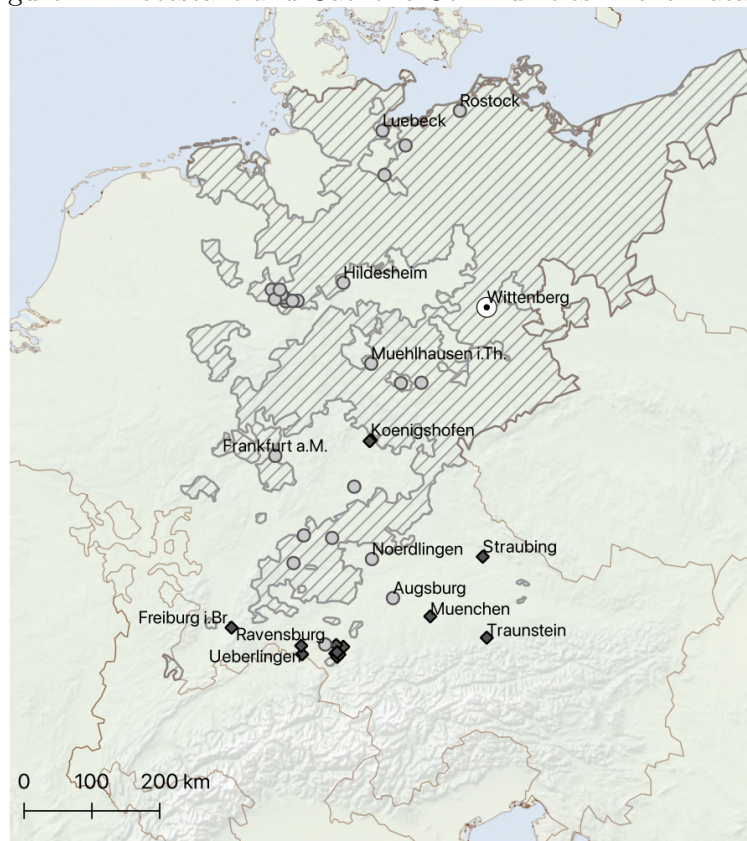 Rostock
Luebeck
Hildesheim
Wittenberg
Muehlhausen i.Th.
Koenigshofen
Frankfurt a.M.
Noerdlingen
Straubing
Augsburg
Muenchen
Freiburg i.Br.
Ravensburg
Traunstein
Ueberlingen
0 100 200 km